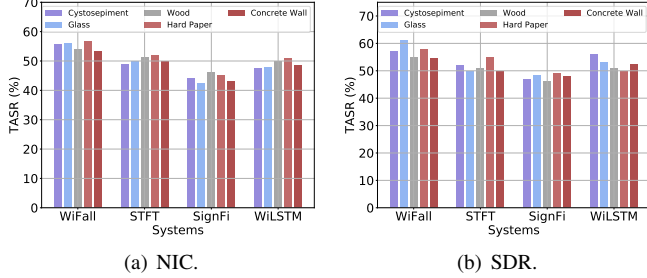 70
60
50
40
30
20
10
0
TASR (%)
Cystosepiment
Wood
Concrete Wall
Glass
Hard Paper
WiFall
STFT
SignFi
WiLSTM
Systems
(a) NIC.
70
60
50
40
30
20
10
0
TASR (%)
Cystosepiment
Wood
Concrete Wall
Glass
Hard Paper
WiFall
STFT
SignFi
WiLSTM
Systems
(b) SDR.